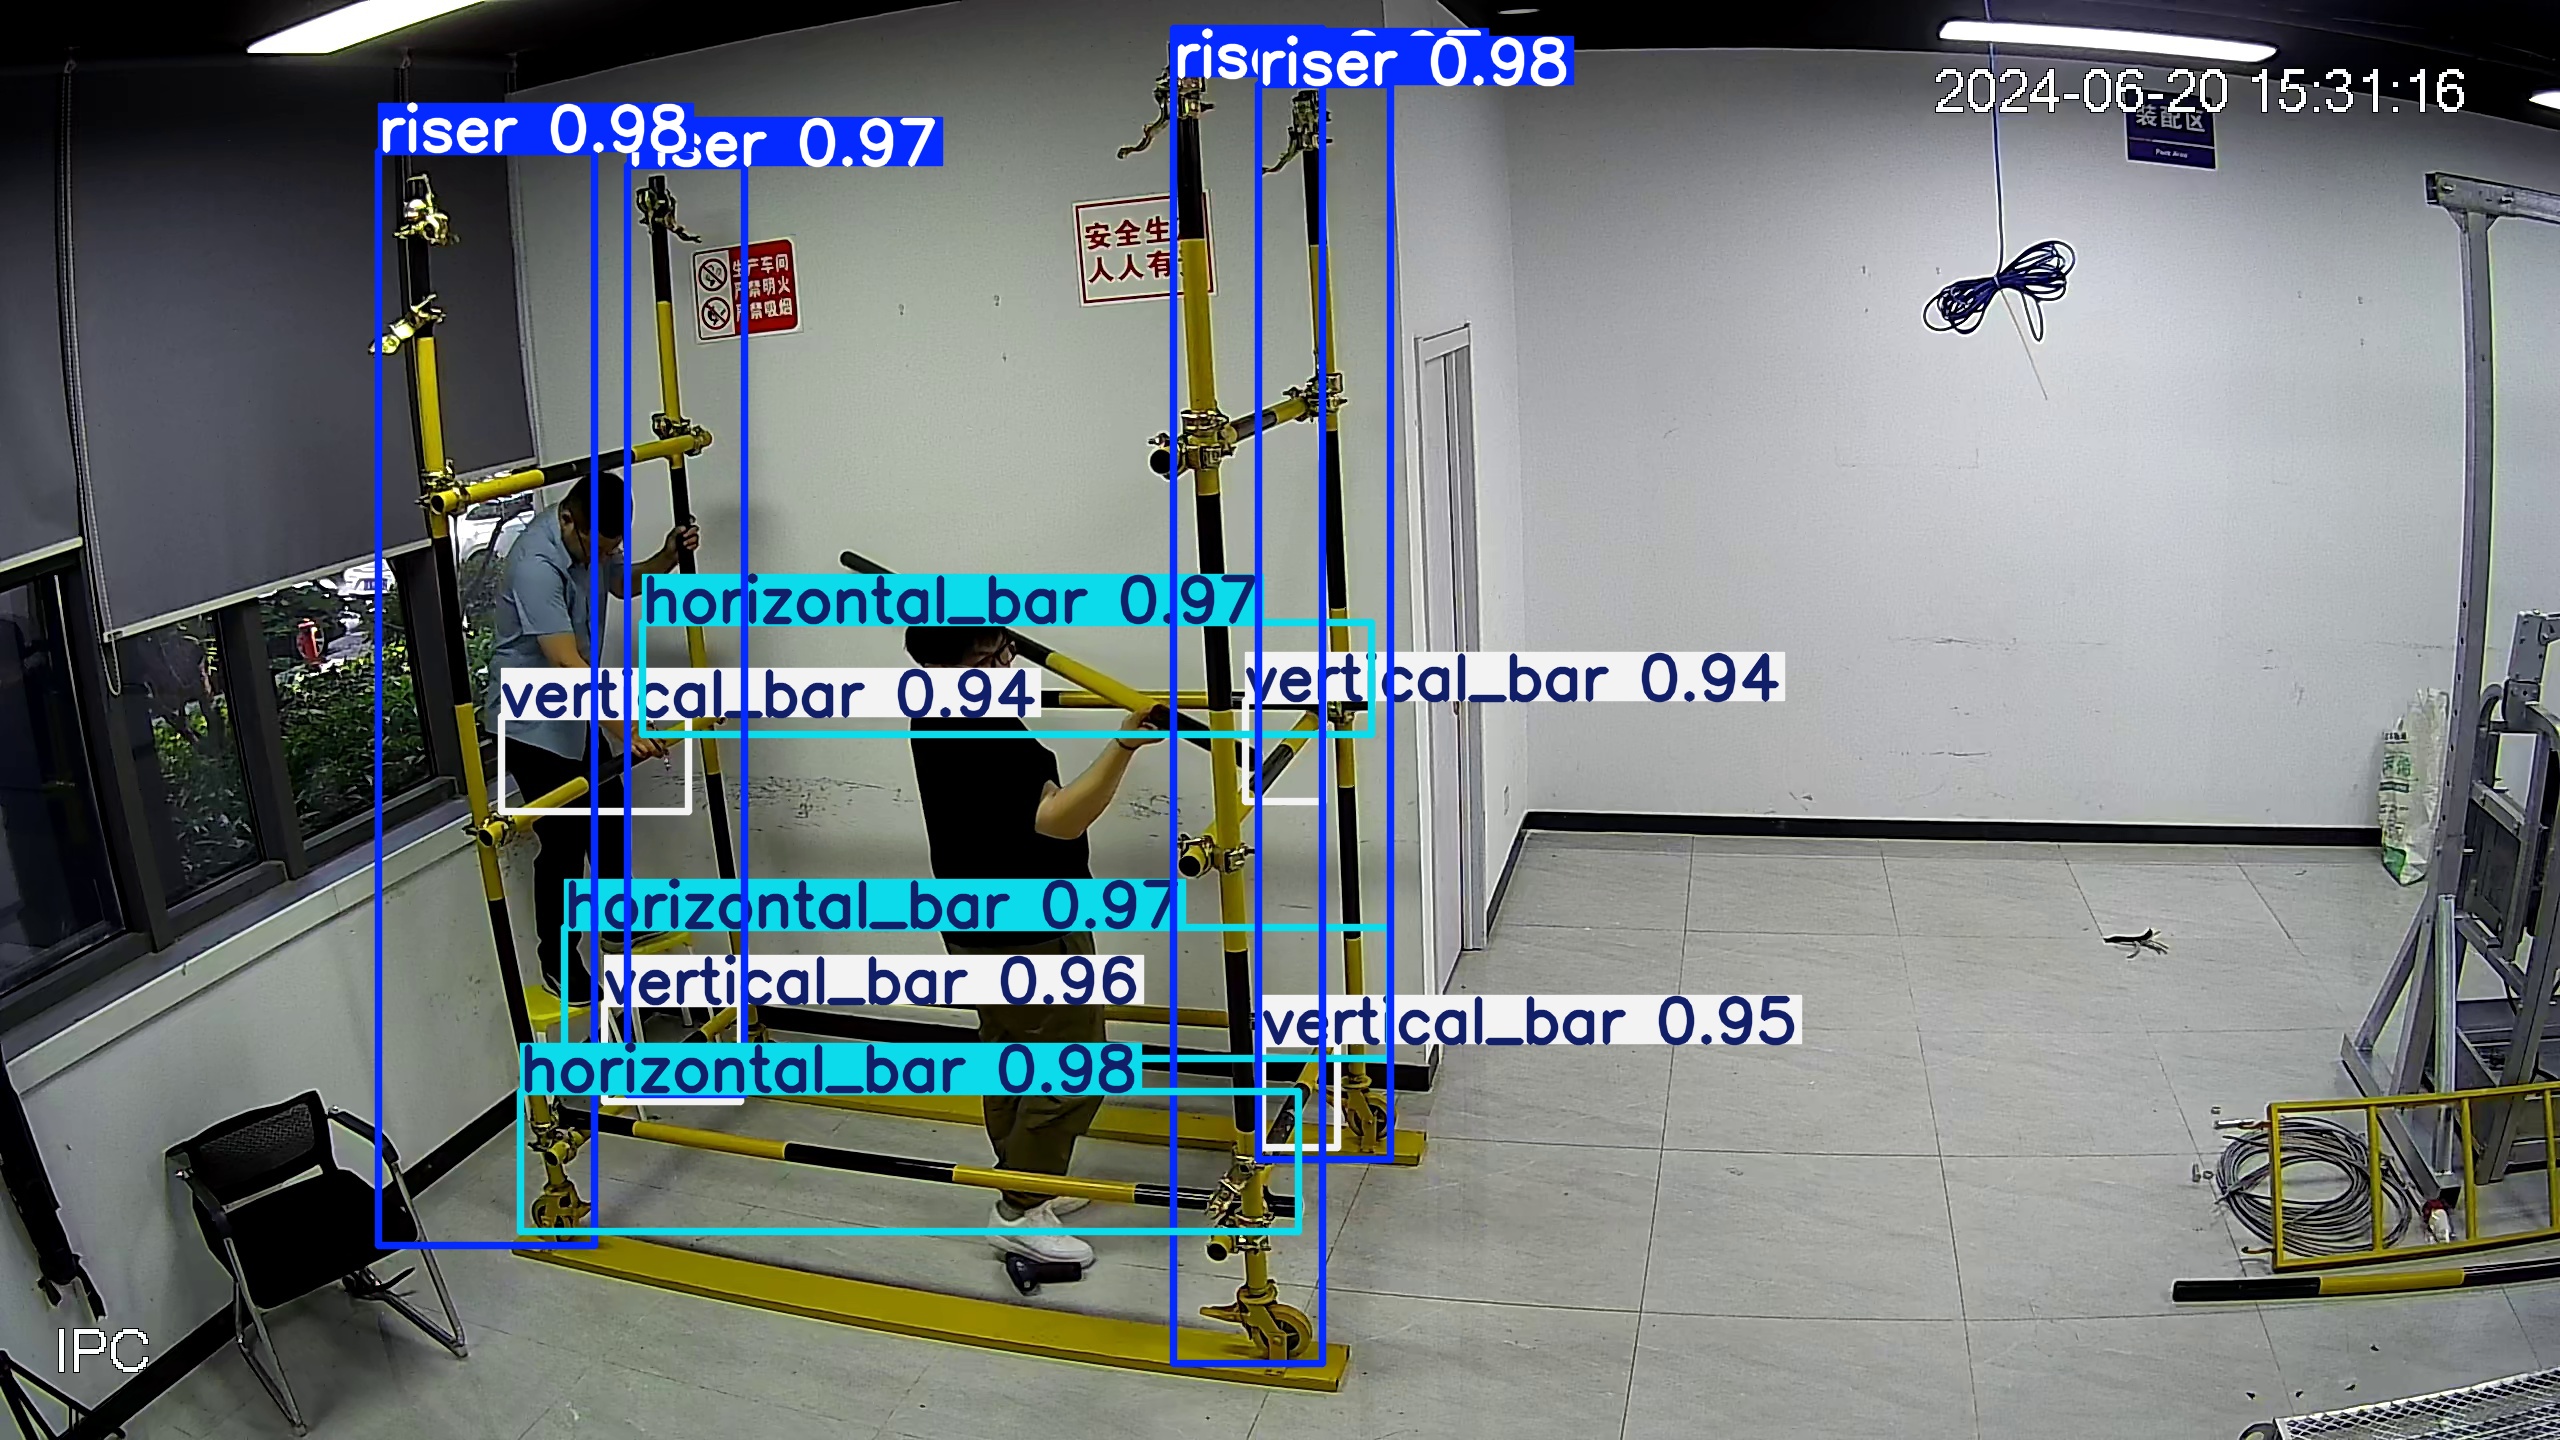 riser 0.98
2024-06-20 15:31:16
装配区
riser 0.98
riser 0.97
生产车间
严禁明火
严禁吸烟
安全生
人人有
horizontal_bar 0.97
vertical_bar 0.94
vertical_bar 0.94
horizontal_bar 0.97
vertical_bar 0.96
vertical_bar 0.95
horizontal_bar 0.98
IPC